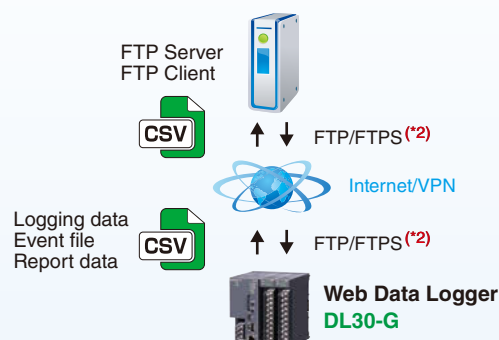 FTP Server
FTP Client
CSV
FTP/FTPS(*2)
Internet/VPN
Logging data
Event file
Report data
CSV
FTP/FTPS(*2)
Web Data Logger
DL30-G